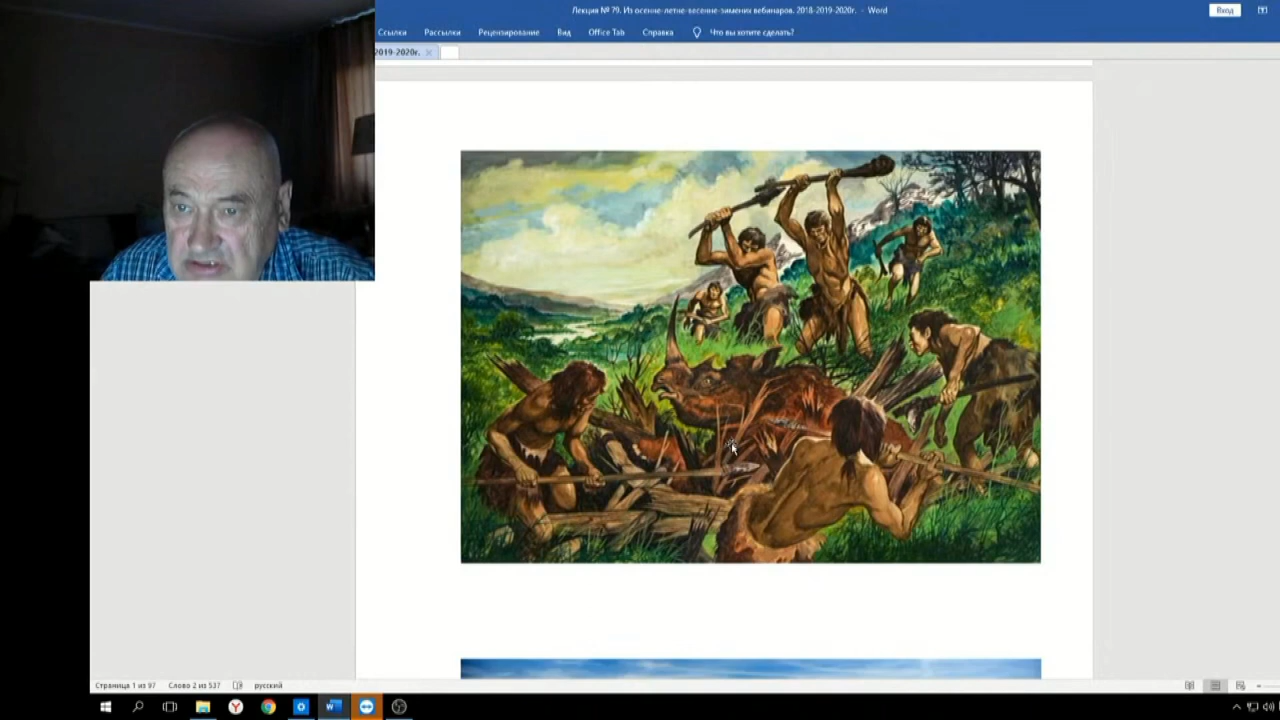 Лекция № 79. Из осенне-летне-весенне-зимних вебинаров. 2018-2019-2020г. - Word
Вход
Ссылки Рассылки Рецензирование Вид Office Tab Справка Что вы хотите сделать?
2019-2020г.
Страница 1 из 97 Слово 2 из 537 русский